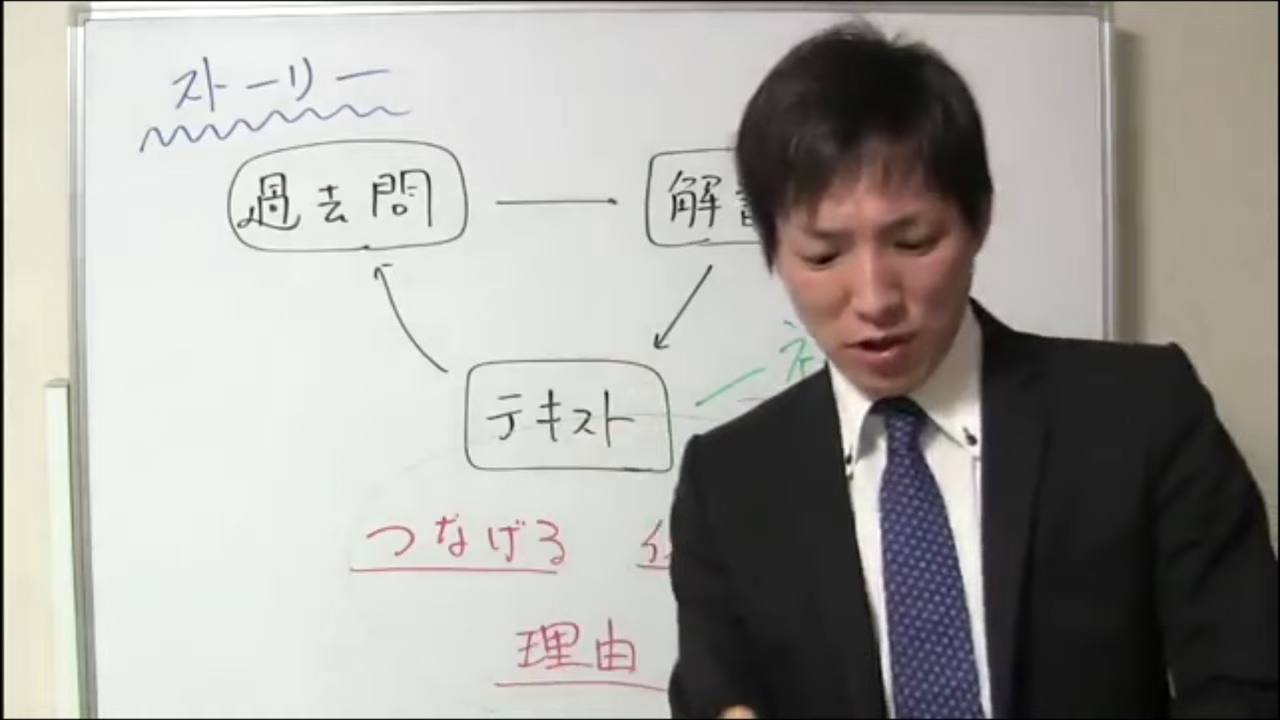 ストーリー
過去問
解
テキスト
つなげる
理由